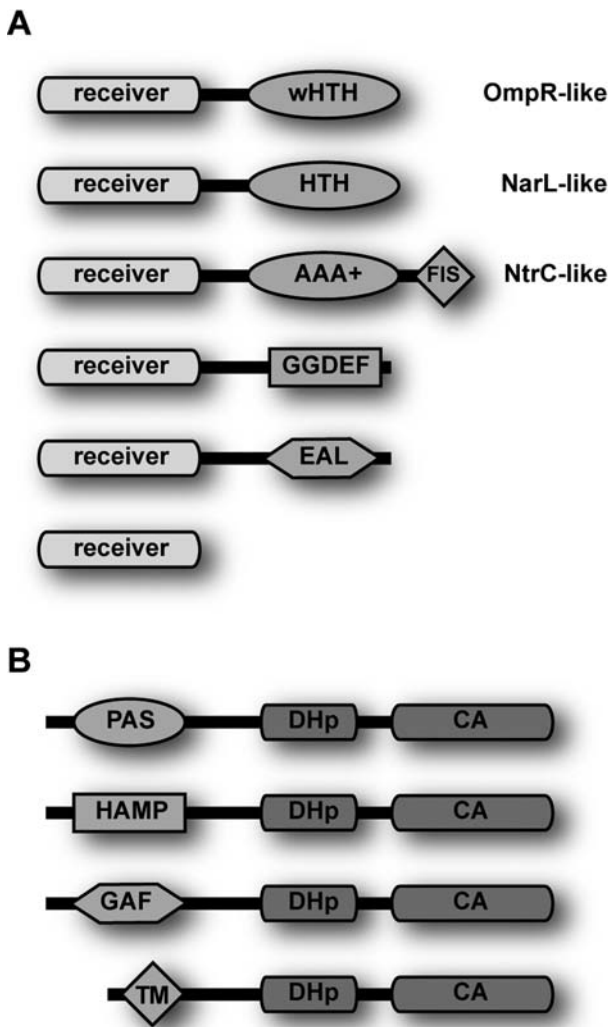 A
receiver wHTH OmpR-like
receiver HTH NarL-like
receiver AAA+ FIS NtrC-like
receiver GGDEF
receiver EAL
receiver
B
PAS DHp CA
HAMP DHp CA
GAF DHp CA
TM DHp CA